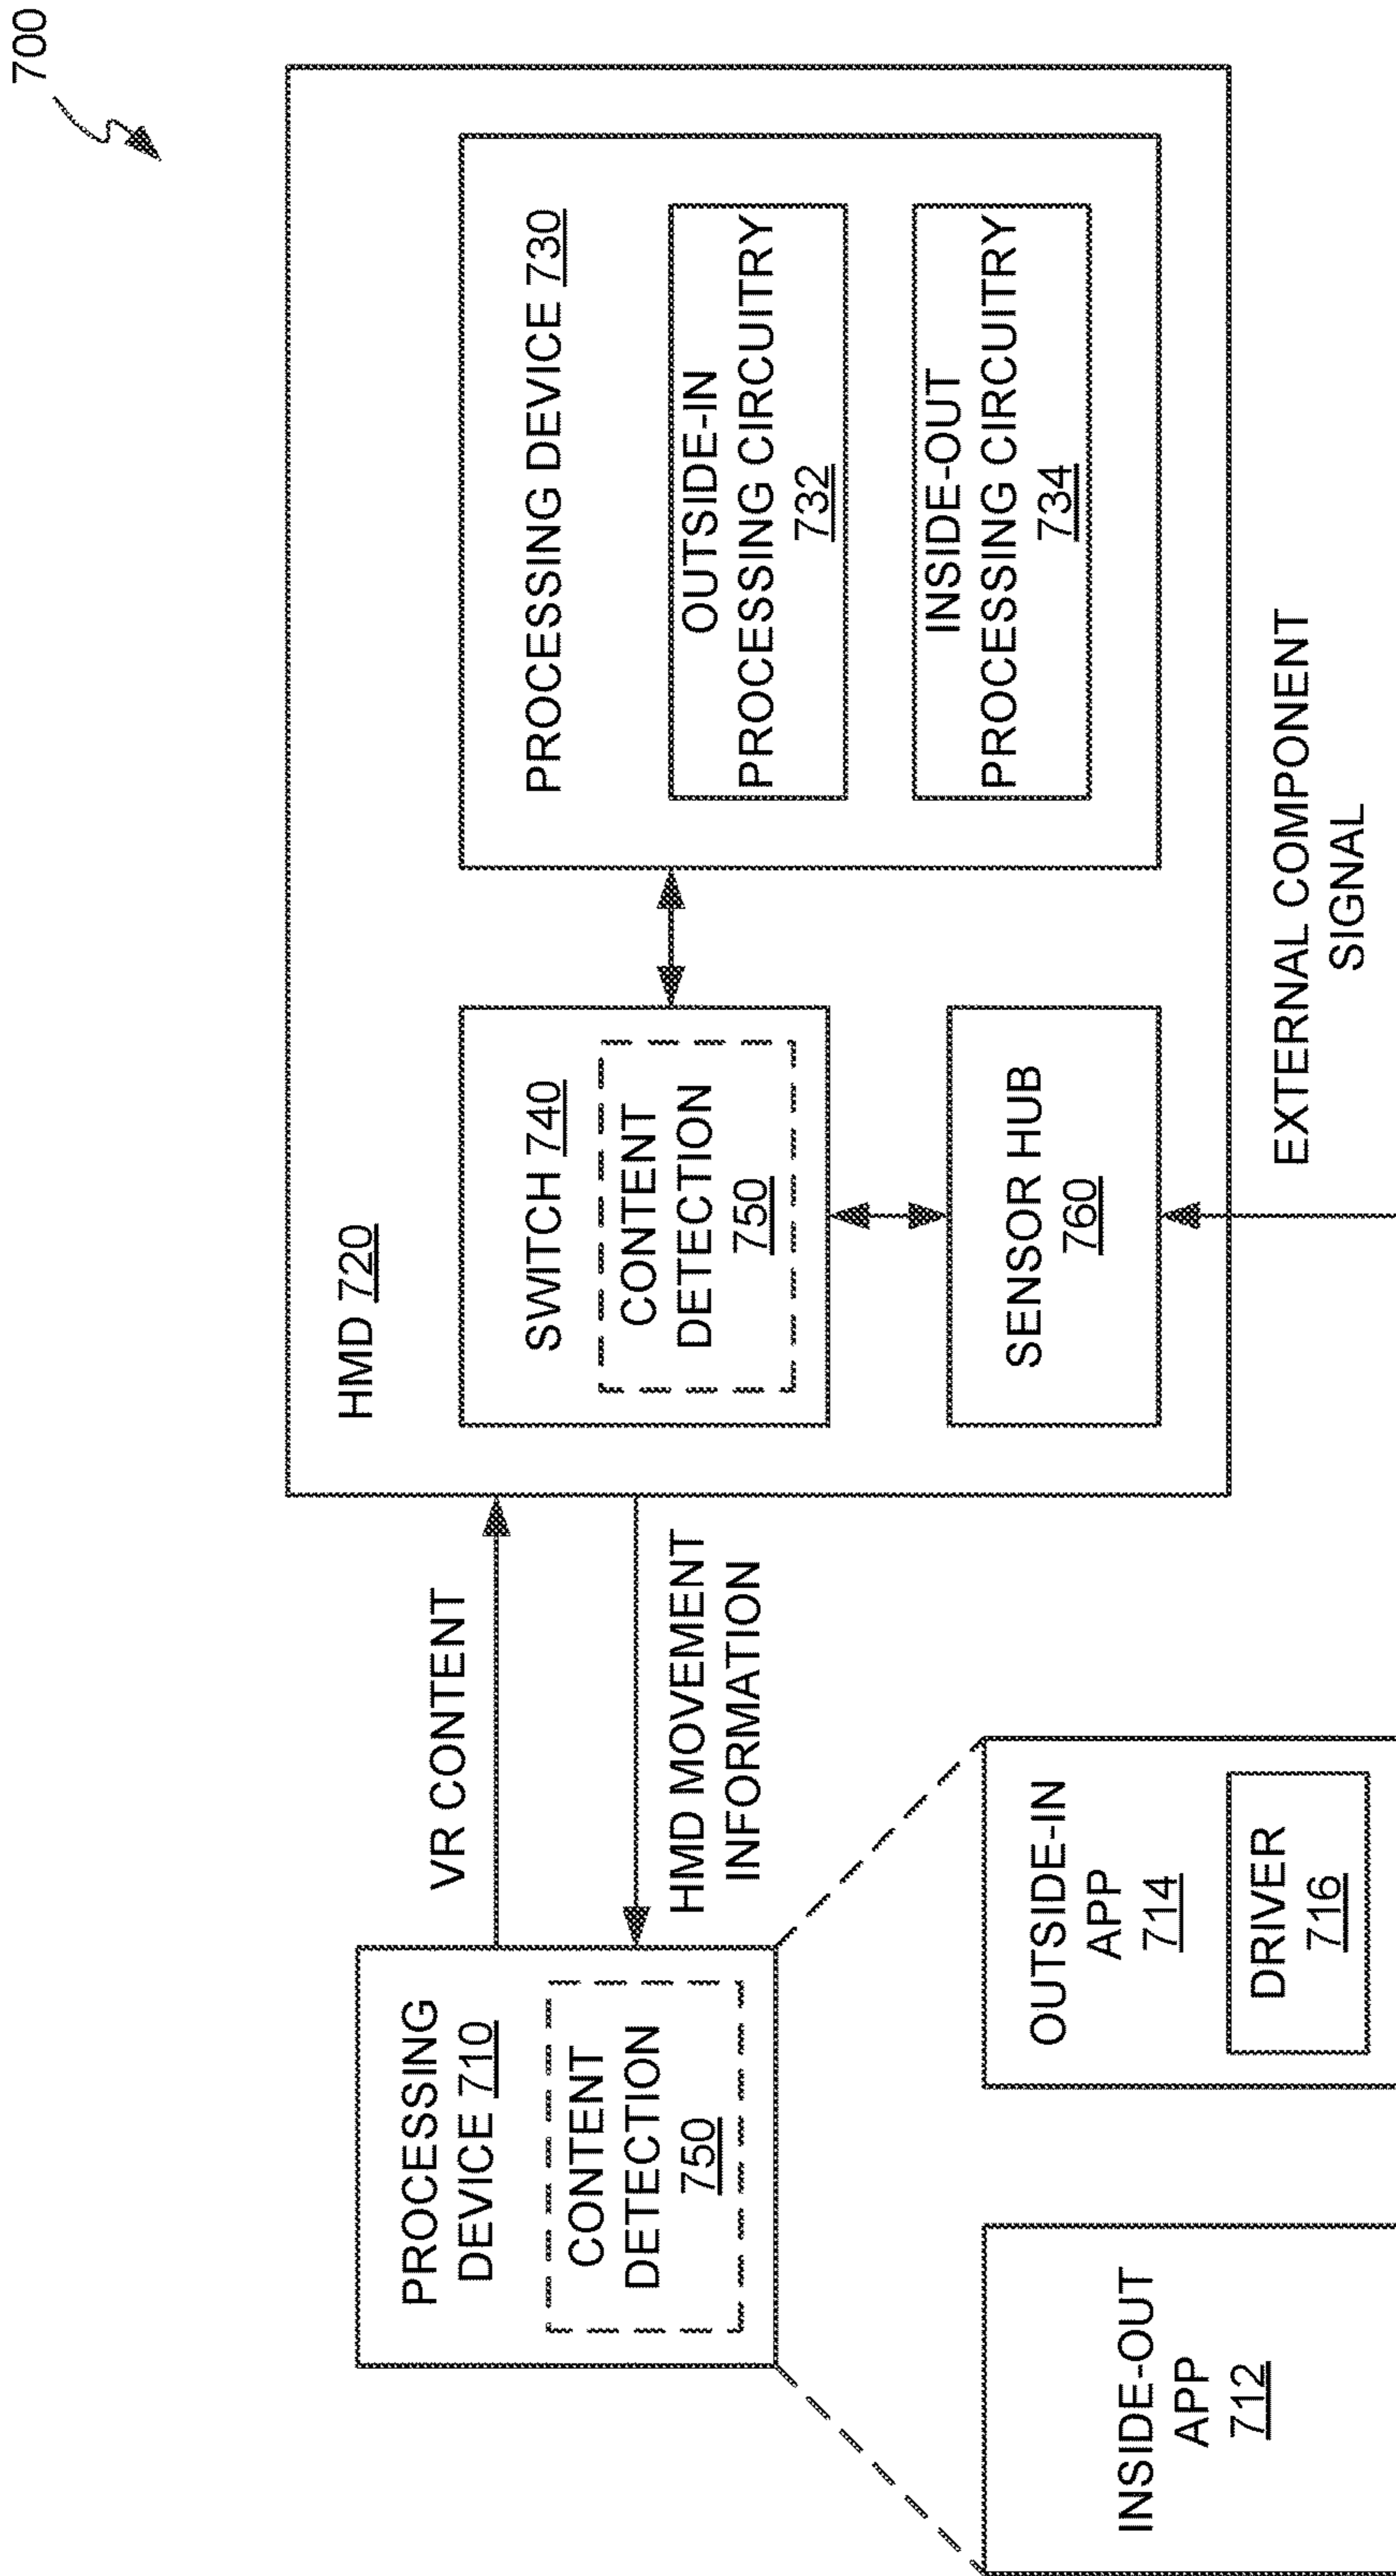 700
HMD 720
PROCESSING DEVICE 730
OUTSIDE-IN
PROCESSING CIRCUITRY
732
INSIDE-OUT
PROCESSING CIRCUITRY
734
SWITCH 740
CONTENT
DETECTION
750
SENSOR HUB
760
EXTERNAL COMPONENT
SIGNAL
VR CONTENT
HMD MOVEMENT
INFORMATION
PROCESSING
DEVICE 710
CONTENT
DETECTION
750
INSIDE-OUT
APP
712
OUTSIDE-IN
APP
714
DRIVER
716